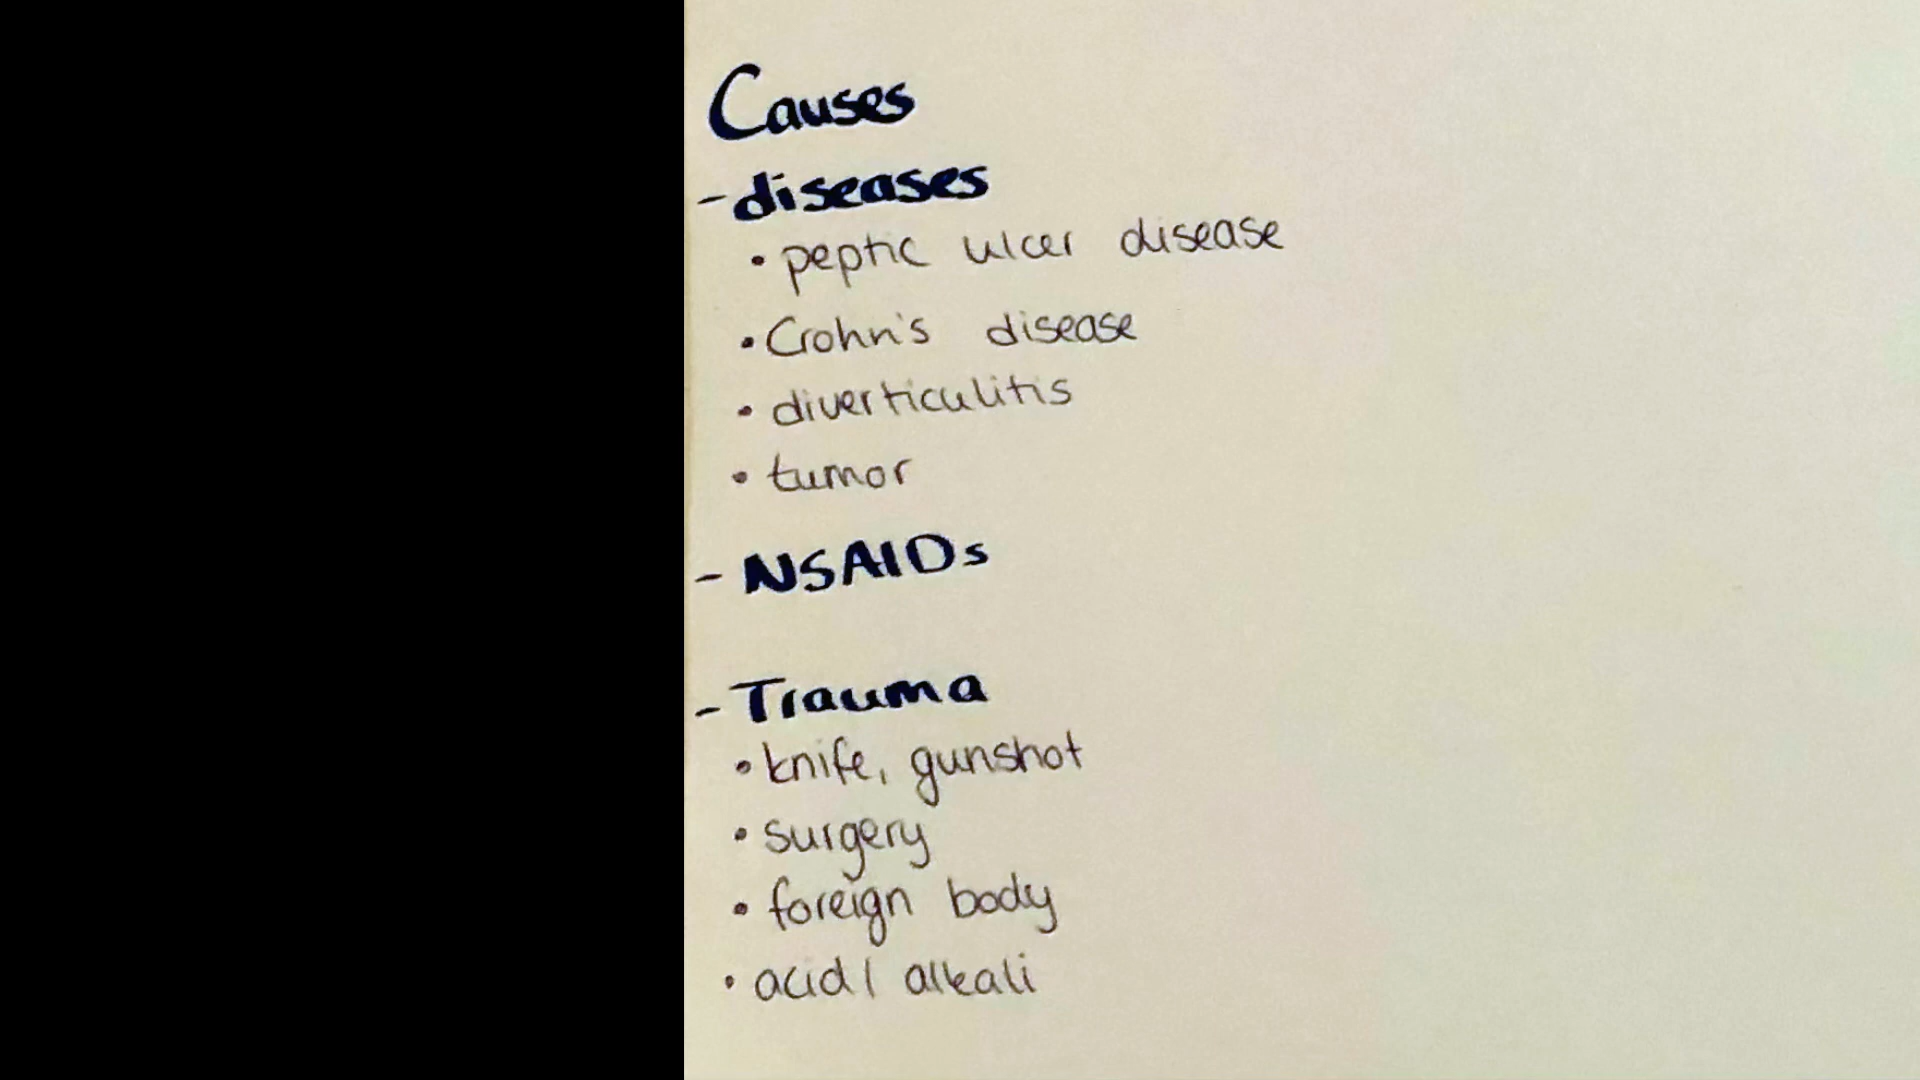 Causes
- diseases
• peptic ulcer disease
• Crohn's disease
• diverticulitis
• tumor
- NSAIDs
- Trauma
• knife, gunshot
• surgery
• foreign body
• acid/ alkali